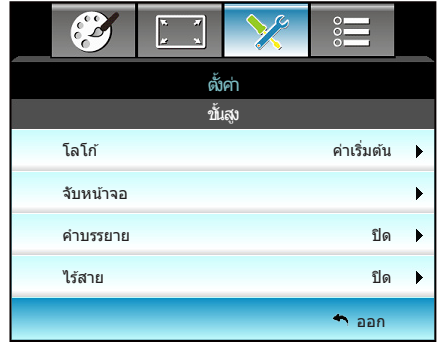 ตั้งค่า
ขั้นสูง
โลโก้ ค่าเริ่มต้น
จับหน้าจอ
คำบรรยาย ปิด
ไร้สาย ปิด
ออก